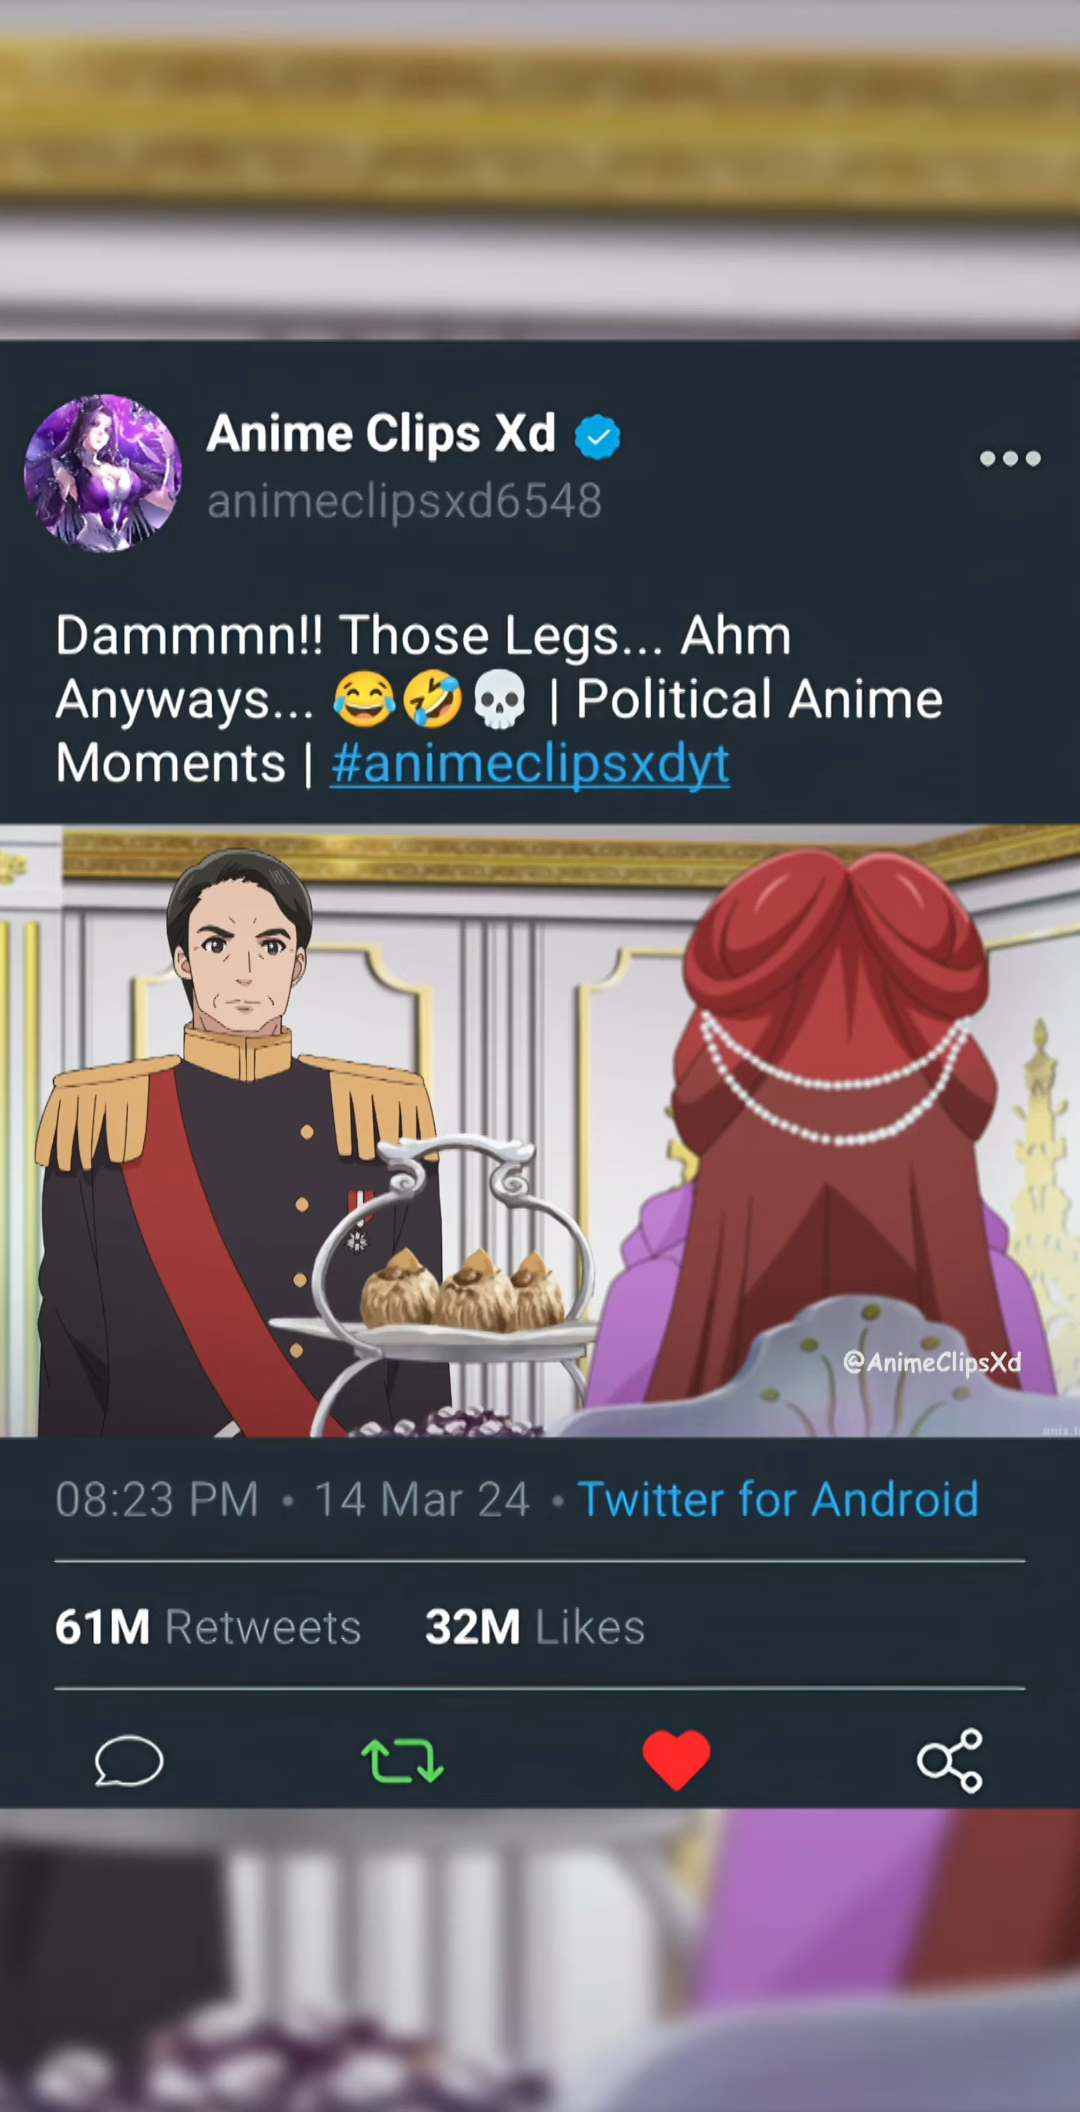 Anime Clips Xd
animeclipsxd6548
Dammmn!! Those Legs... Ahm
Anyways... 😂🤣💀 | Political Anime
Moments | #animeclipsxdyt
@AnimeClipsXd
08:23 PM • 14 Mar 24 • Twitter for Android
61M Retweets 32M Likes